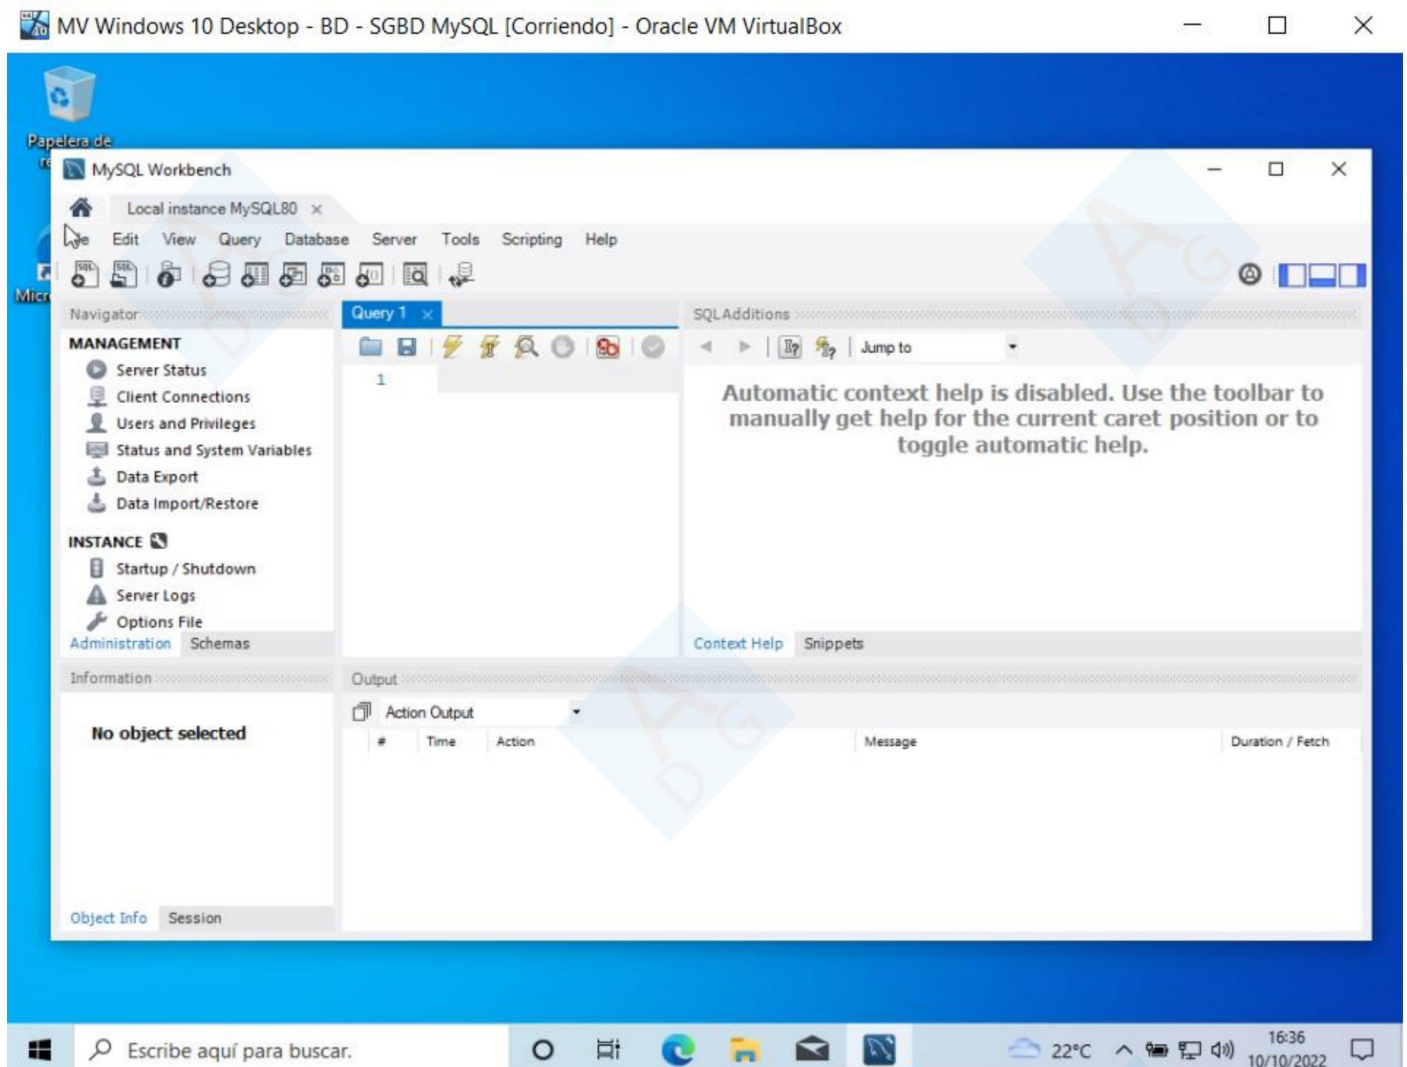 MV Windows 10 Desktop - BD - SGBD MySQL [Corriendo] - Oracle VM VirtualBox
Papelera de
MySQL Workbench
Local instance MySQL80
Edit View Query Database Server Tools Scripting Help
Navigator
MANAGEMENT
Server Status
Client Connections
Users and Privileges
Status and System Variables
Data Export
Data Import/Restore
INSTANCE
Startup / Shutdown
Server Logs
Options File
Administration Schemas
Query 1
1
SQLAdditions
Jump to
Automatic context help is disabled. Use the toolbar to
manually get help for the current caret position or to
toggle automatic help.
Context Help Snippets
Information
No object selected
Object Info Session
Output
Action Output
# Time Action Message Duration / Fetch
Escribe aquí para buscar.
22°C
16:36
10/10/2022
A G D
A G D
A G D